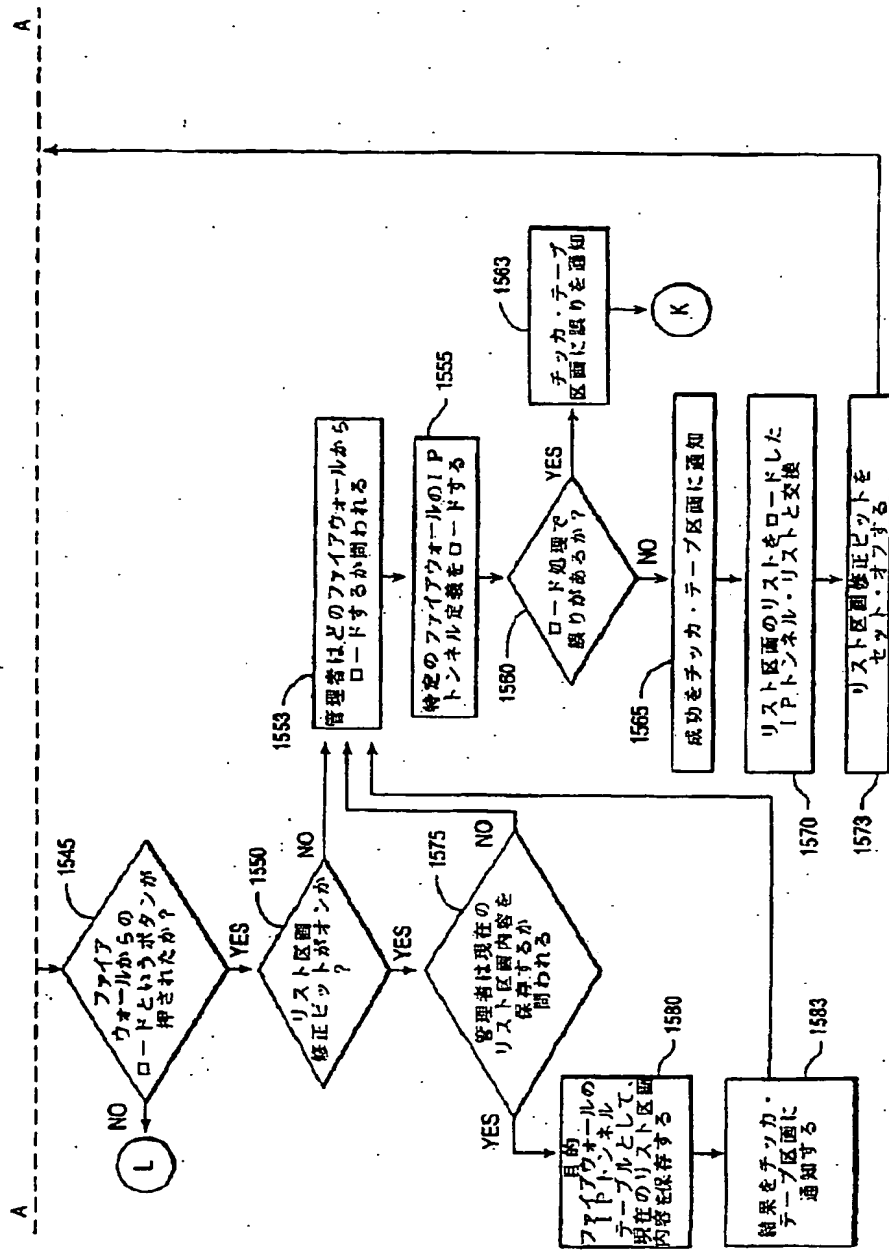 A
A
1545
ファイア
ウォールからの
ロードというボタンが
押されたか?
NO
L
YES
1550
リスト区画
修正ビットがオンか
?
NO
YES
1575
管理者は現在の
リスト区画内容を
保存するか
問われる
NO
YES
1580
目的
ファイアウォールの
IPトンネル
テーブルとして、
現在のリスト区画
内容を保存する
1583
結果をチッカ・
テープ区画に
通知する
1553
管理者はどのファイアウォールから
ロードするか問われる
1555
特定のファイアウォールのIP
トンネル定義をロードする
1560
ロード処理で
誤りがあるか?
YES
1563
チッカ・テープ
区画に誤りを通知
K
NO
1565
成功をチッカ・テープ区画に通知
1570
リスト区画のリストをロードした
IPトンネル・リストと交換
1573
リスト区画修正ビットを
セット・オフする